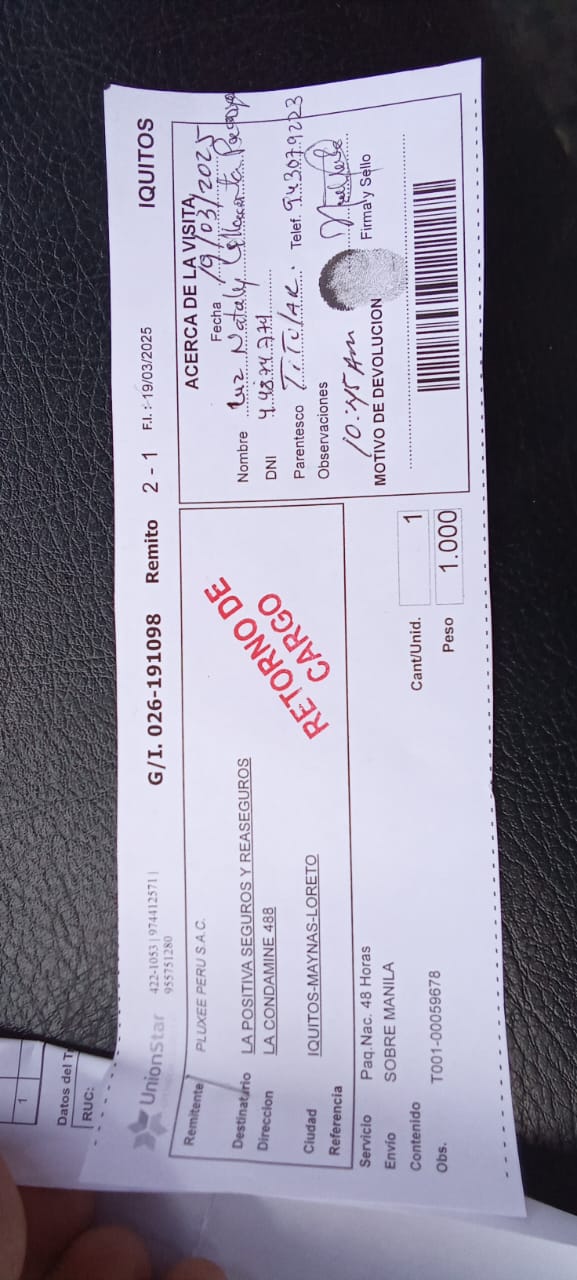 UnionStar
422-1053 | 974412571 |
955751280
G/I. 026-191098 Remito 2 - 1 F.I. :-19/03/2025 IQUITOS
Remitente PLUXEE PERU S.A.C.
Destinatario LA POSITIVA SEGUROS Y REASEGUROS
Direccion LA CONDAMINE 488
Ciudad IQUITOS-MAYNAS-LORETO
Referencia
RETORNO DE
CARGO
Servicio Paq.Nac. 48 Horas
Envío SOBRE MANILA
Contenido
Obs. T001-00059678
Cant/Unid. 1
Peso 1.000
ACERCA DE LA VISITA
Fecha 19/03/2025
Nombre Luz Nataly
DNI
Parentesco TiTulAR. Telef.
Observaciones
10:45 AM
Firma y Sello
MOTIVO DE DEVOLUCION
Datos del T
RUC:
1